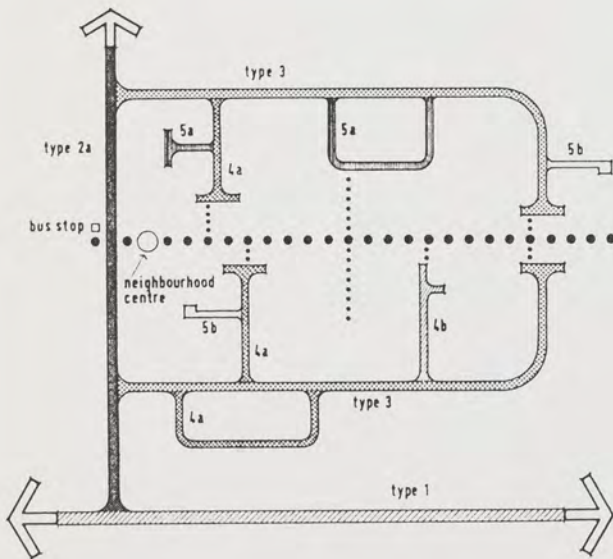 type 3
5a
5a
5b
type 2a
4a
bus stop
neighbourhood
centre
5b
4a
4b
4a
type 3
type 1